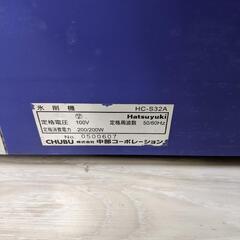 氷削機 HC-S32A
Hatsuyuki
定格電圧 100V 定格周波数 50/60Hz
定格消費電力 200/200W
No. 0500607
CHUBU 株式会社 中部コーポレーション